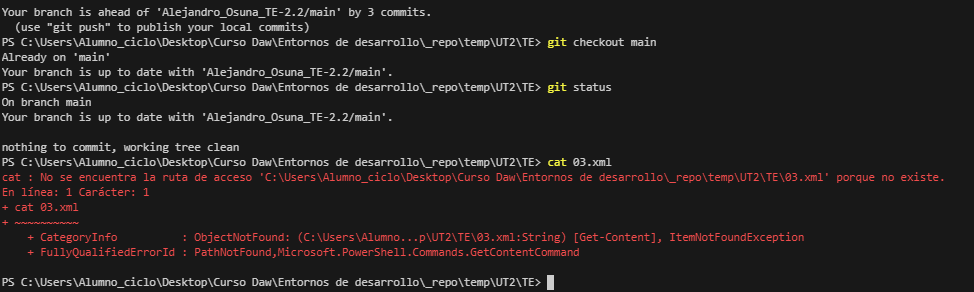 Your branch is ahead of 'Alejandro_Osuna_TE-2.2/main' by 3 commits.
  (use "git push" to publish your local commits)
PS C:\Users\Alumno_ciclo\Desktop\Curso Daw\Entornos de desarrollo\_repo\temp\UT2\TE> git checkout main
Already on 'main'
Your branch is up to date with 'Alejandro_Osuna_TE-2.2/main'.
PS C:\Users\Alumno_ciclo\Desktop\Curso Daw\Entornos de desarrollo\_repo\temp\UT2\TE> git status
On branch main
Your branch is up to date with 'Alejandro_Osuna_TE-2.2/main'.

nothing to commit, working tree clean
PS C:\Users\Alumno_ciclo\Desktop\Curso Daw\Entornos de desarrollo\_repo\temp\UT2\TE> cat 03.xml
cat : No se encuentra la ruta de acceso 'C:\Users\Alumno_ciclo\Desktop\Curso Daw\Entornos de desarrollo\_repo\temp\UT2\TE\03.xml' porque no existe.
En línea: 1 Carácter: 1
+ cat 03.xml
+ ~~~~~~~~~~
    + CategoryInfo          : ObjectNotFound: (C:\Users\Alumno...p\UT2\TE\03.xml:String) [Get-Content], ItemNotFoundException
    + FullyQualifiedErrorId : PathNotFound,Microsoft.PowerShell.Commands.GetContentCommand

PS C:\Users\Alumno_ciclo\Desktop\Curso Daw\Entornos de desarrollo\_repo\temp\UT2\TE>